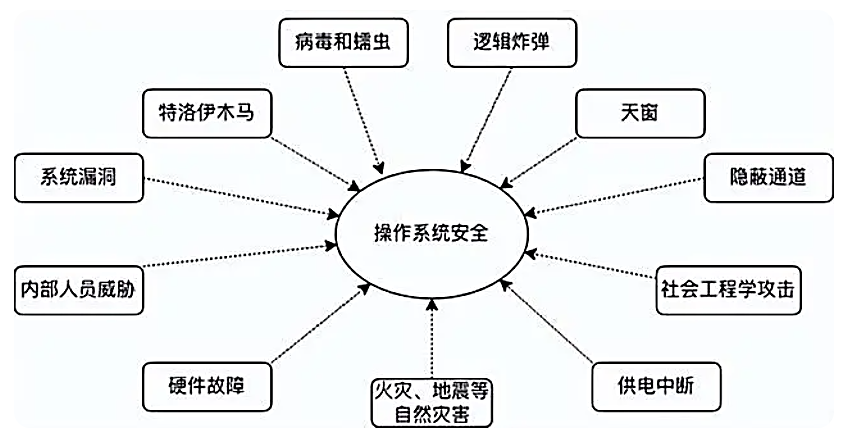 病毒和蠕虫
逻辑炸弹
特洛伊木马
天窗
系统漏洞
隐蔽通道
操作系统安全
内部人员威胁
社会工程学攻击
硬件故障
火灾、地震等
自然灾害
供电中断